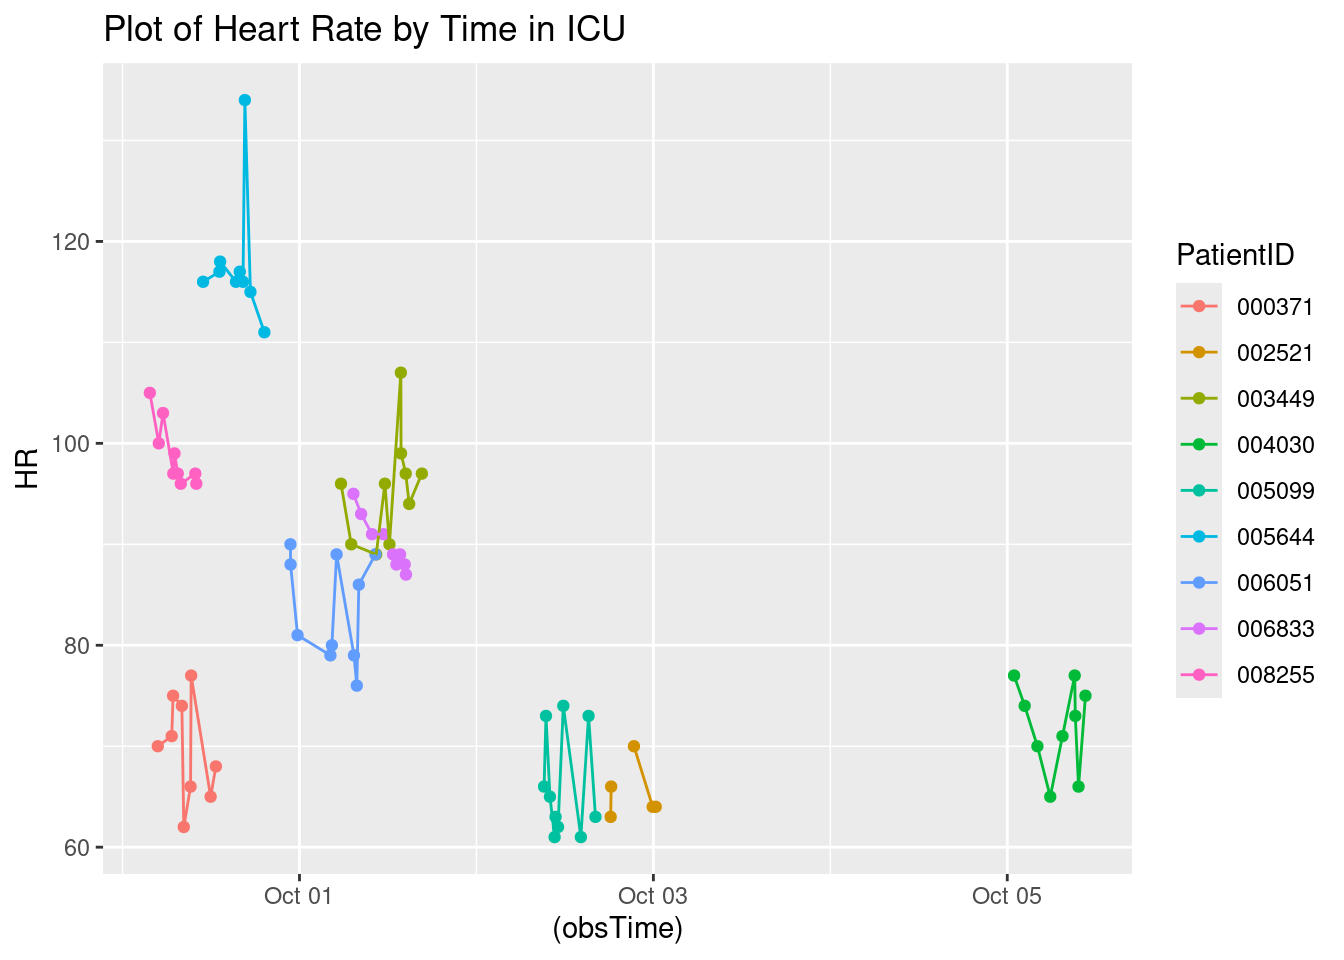 Plot of Heart Rate by Time in ICU
HR
120
100
80
60
Oct 01
Oct 03
Oct 05
(obsTime)
PatientID
000371
002521
003449
004030
005099
005644
006051
006833
008255